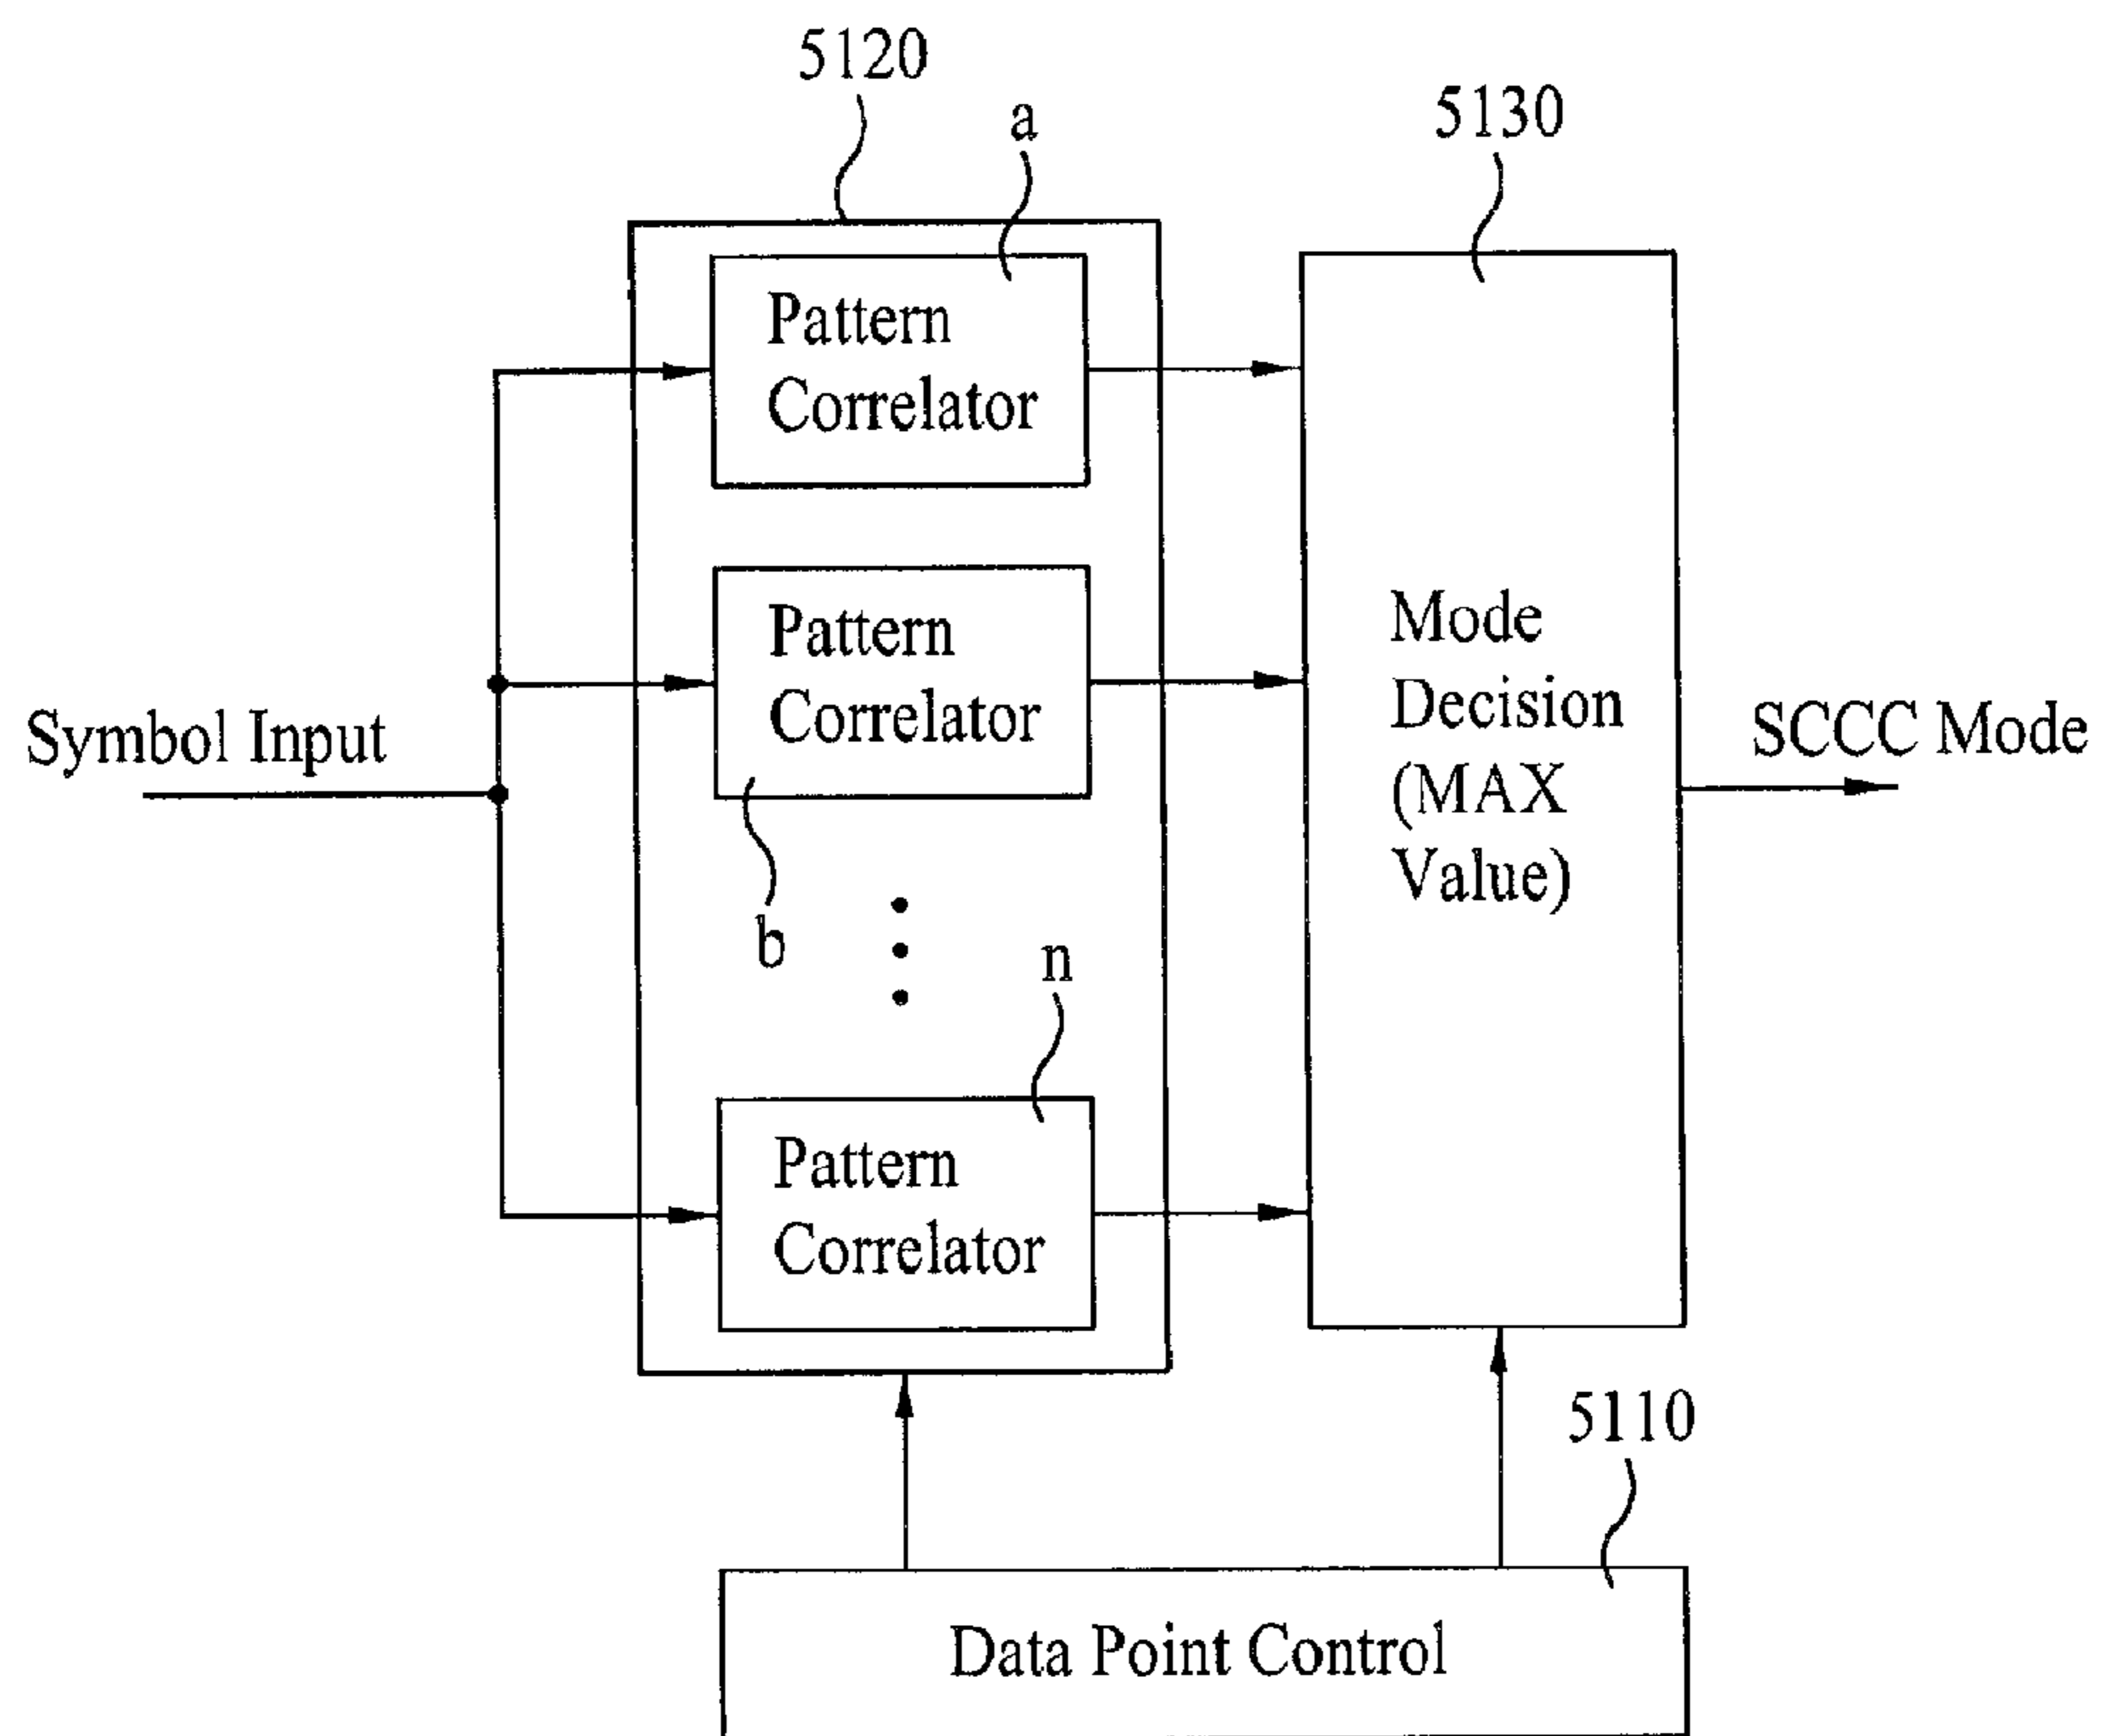 5120
a
5130
Pattern
Correlator
Pattern
Correlator
b
n
Pattern
Correlator
Symbol Input
Mode
Decision
(MAX
Value)
SCCC Mode
5110
Data Point Control